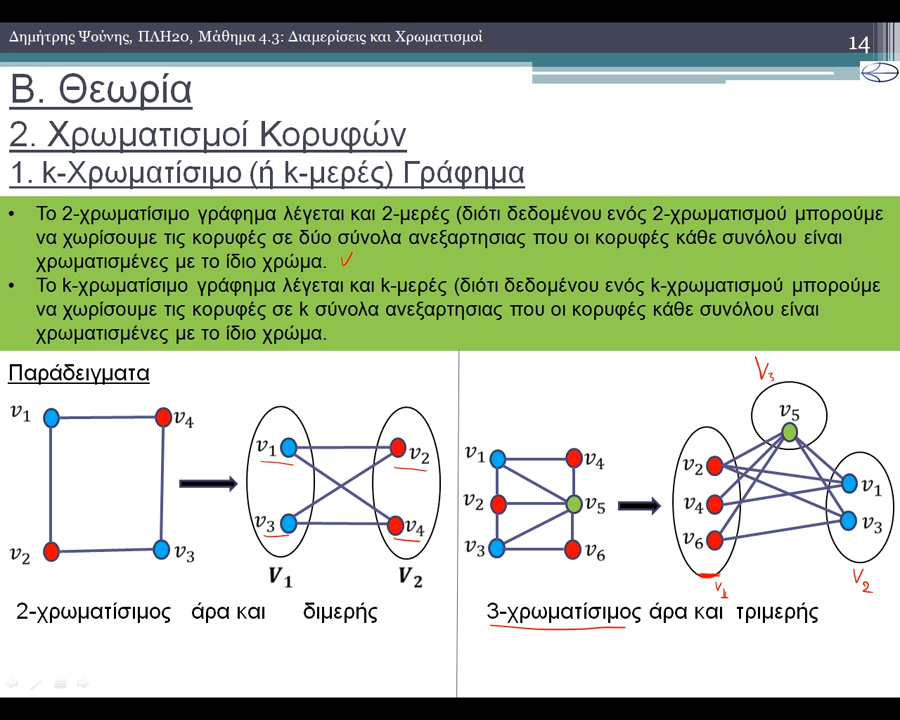 Δημήτρης Ψούνης, ΠΛΗ20, Μάθημα 4.3: Διαμερίσεις και Χρωματισμοί
14
Β. Θεωρία
2. Χρωματισμοί Κορυφών
1. k-Χρωματίσιμο (ή k-μερές) Γράφημα
• Το 2-χρωματίσιμο γράφημα λέγεται και 2-μερές (διότι δεδομένου ενός 2-χρωματισμού μπορούμε
να χωρίσουμε τις κορυφές σε δύο σύνολα ανεξαρτησιας που οι κορυφές κάθε συνόλου είναι
χρωματισμένες με το ίδιο χρώμα.
• Το k-χρωματίσιμο γράφημα λέγεται και k-μερές (διότι δεδομένου ενός k-χρωματισμού μπορούμε
να χωρίσουμε τις κορυφές σε k σύνολα ανεξαρτησιας που οι κορυφές κάθε συνόλου είναι
χρωματισμένες με το ίδιο χρώμα.
Παράδειγματα
v1
v4
v2
v3
v1
v2
v3
v4
V1
V2
2-χρωματίσιμος άρα και διμερής
v1
v4
v2
v5
v3
v6
V3
v5
v2
v4
v6
v1
v3
V1
V2
3-χρωματίσιμος άρα και τριμερής